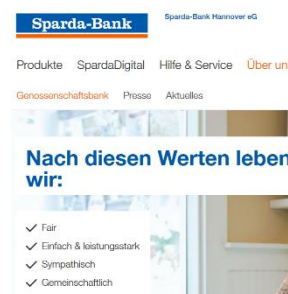 Sparda-Bank
Sparda-Bank Hannover eG
Produkte SpardaDigital Hilfe & Service Über un
Genossenschaftsbank Presse Aktuelles
Nach diesen Werten leben
wir:
✓ Fair
✓ Einfach & leistungsstark
✓ Sympathisch
✓ Gemeinschaftlich